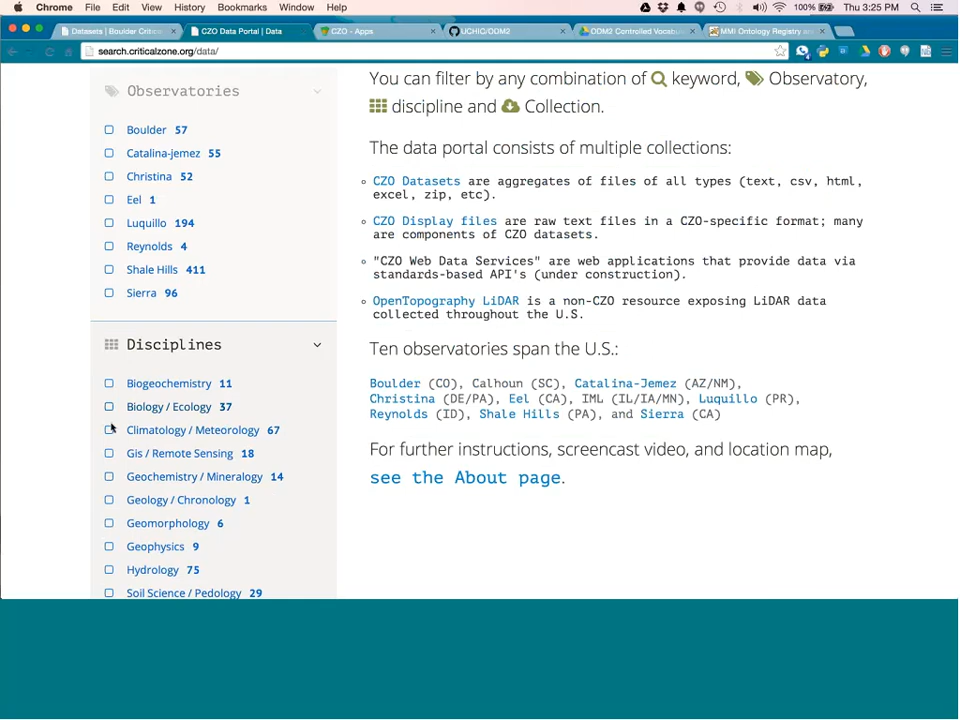 Chrome File Edit View History Bookmarks Window Help 100% Thu 3:25 PM
Datasets | Boulder Critic CZO Data Portal | Data CZO - Apps UCHIC/ODM2 ODM2 Controlled Vocabul MMI Ontology Registry an
search.criticalzone.org/data/
Observatories
Boulder 57
Catalina-jemez 55
Christina 52
Eel 1
Luquillo 194
Reynolds 4
Shale Hills 411
Sierra 96
Disciplines
Biogeochemistry 11
Biology / Ecology 37
Climatology / Meteorology 67
Gis / Remote Sensing 18
Geochemistry / Mineralogy 14
Geology / Chronology 1
Geomorphology 6
Geophysics 9
Hydrology 75
Soil Science / Pedology 29
You can filter by any combination of keyword, Observatory,
discipline and Collection.
The data portal consists of multiple collections:
CZO Datasets are aggregates of files of all types (text, csv, html,
excel, zip, etc).
CZO Display files are raw text files in a CZO-specific format; many
are components of CZO datasets.
"CZO Web Data Services" are web applications that provide data via
standards-based API's (under construction).
OpenTopography LiDAR is a non-CZO resource exposing LiDAR data
collected throughout the U.S.
Ten observatories span the U.S.:
Boulder (CO), Calhoun (SC), Catalina-Jemez (AZ/NM),
Christina (DE/PA), Eel (CA), IML (IL/IA/MN), Luquillo (PR),
Reynolds (ID), Shale Hills (PA), and Sierra (CA)
For further instructions, screencast video, and location map,
see the About page.